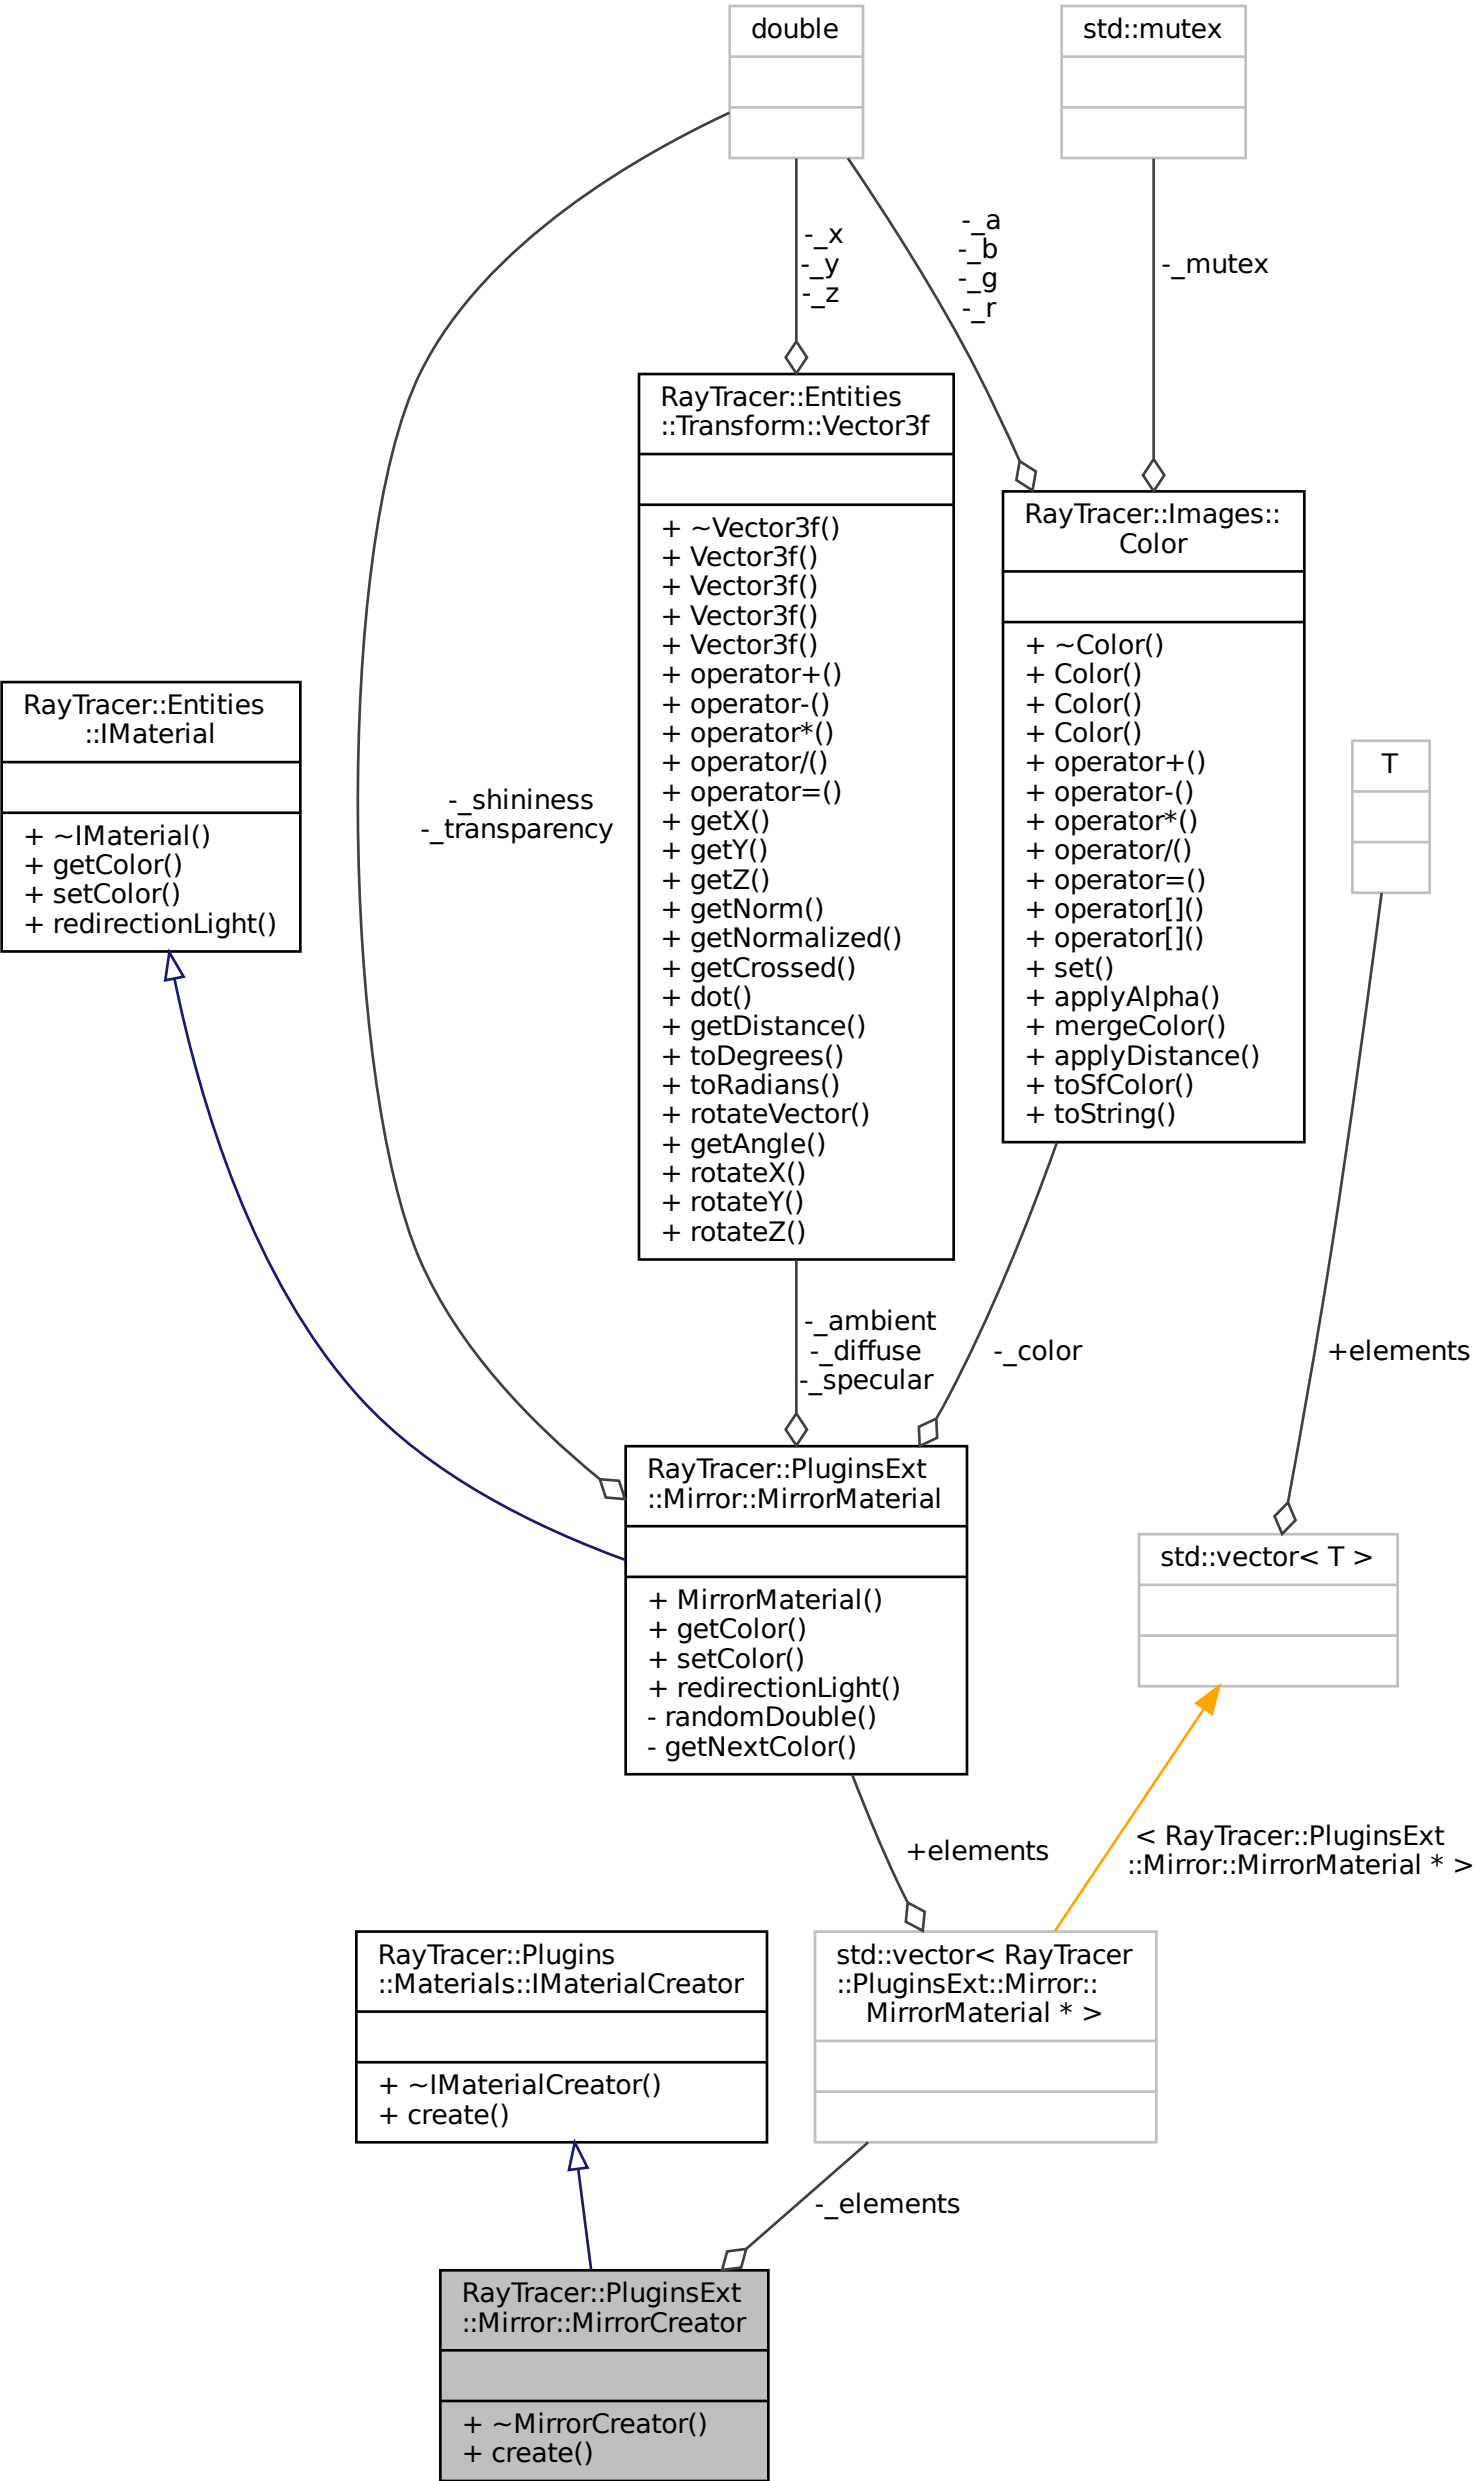 double
std::mutex
-_x
-_y
-_z
-_a
-_b
-_g
-_r
-_mutex
RayTracer::Entities
::Transform::Vector3f
+ ~Vector3f()
+ Vector3f()
+ Vector3f()
+ Vector3f()
+ Vector3f()
+ operator+()
+ operator-()
+ operator*()
+ operator/()
+ operator=()
+ getX()
+ getY()
+ getZ()
+ getNorm()
+ getNormalized()
+ getCrossed()
+ dot()
+ getDistance()
+ toDegrees()
+ toRadians()
+ rotateVector()
+ getAngle()
+ rotateX()
+ rotateY()
+ rotateZ()
RayTracer::Images::
Color
+ ~Color()
+ Color()
+ Color()
+ Color()
+ operator+()
+ operator-()
+ operator*()
+ operator/()
+ operator=()
+ operator[]()
+ operator[]()
+ set()
+ applyAlpha()
+ mergeColor()
+ applyDistance()
+ toSfColor()
+ toString()
RayTracer::Entities
::IMaterial
+ ~IMaterial()
+ getColor()
+ setColor()
+ redirectionLight()
-_shininess
-_transparency
T
-_ambient
-_diffuse
-_specular
-_color
+elements
RayTracer::PluginsExt
::Mirror::MirrorMaterial
+ MirrorMaterial()
+ getColor()
+ setColor()
+ redirectionLight()
- randomDouble()
- getNextColor()
std::vector< T >
+elements
< RayTracer::PluginsExt
::Mirror::MirrorMaterial * >
RayTracer::Plugins
::Materials::IMaterialCreator
+ ~IMaterialCreator()
+ create()
std::vector< RayTracer
::PluginsExt::Mirror::
MirrorMaterial * >
-_elements
RayTracer::PluginsExt
::Mirror::MirrorCreator
+ ~MirrorCreator()
+ create()